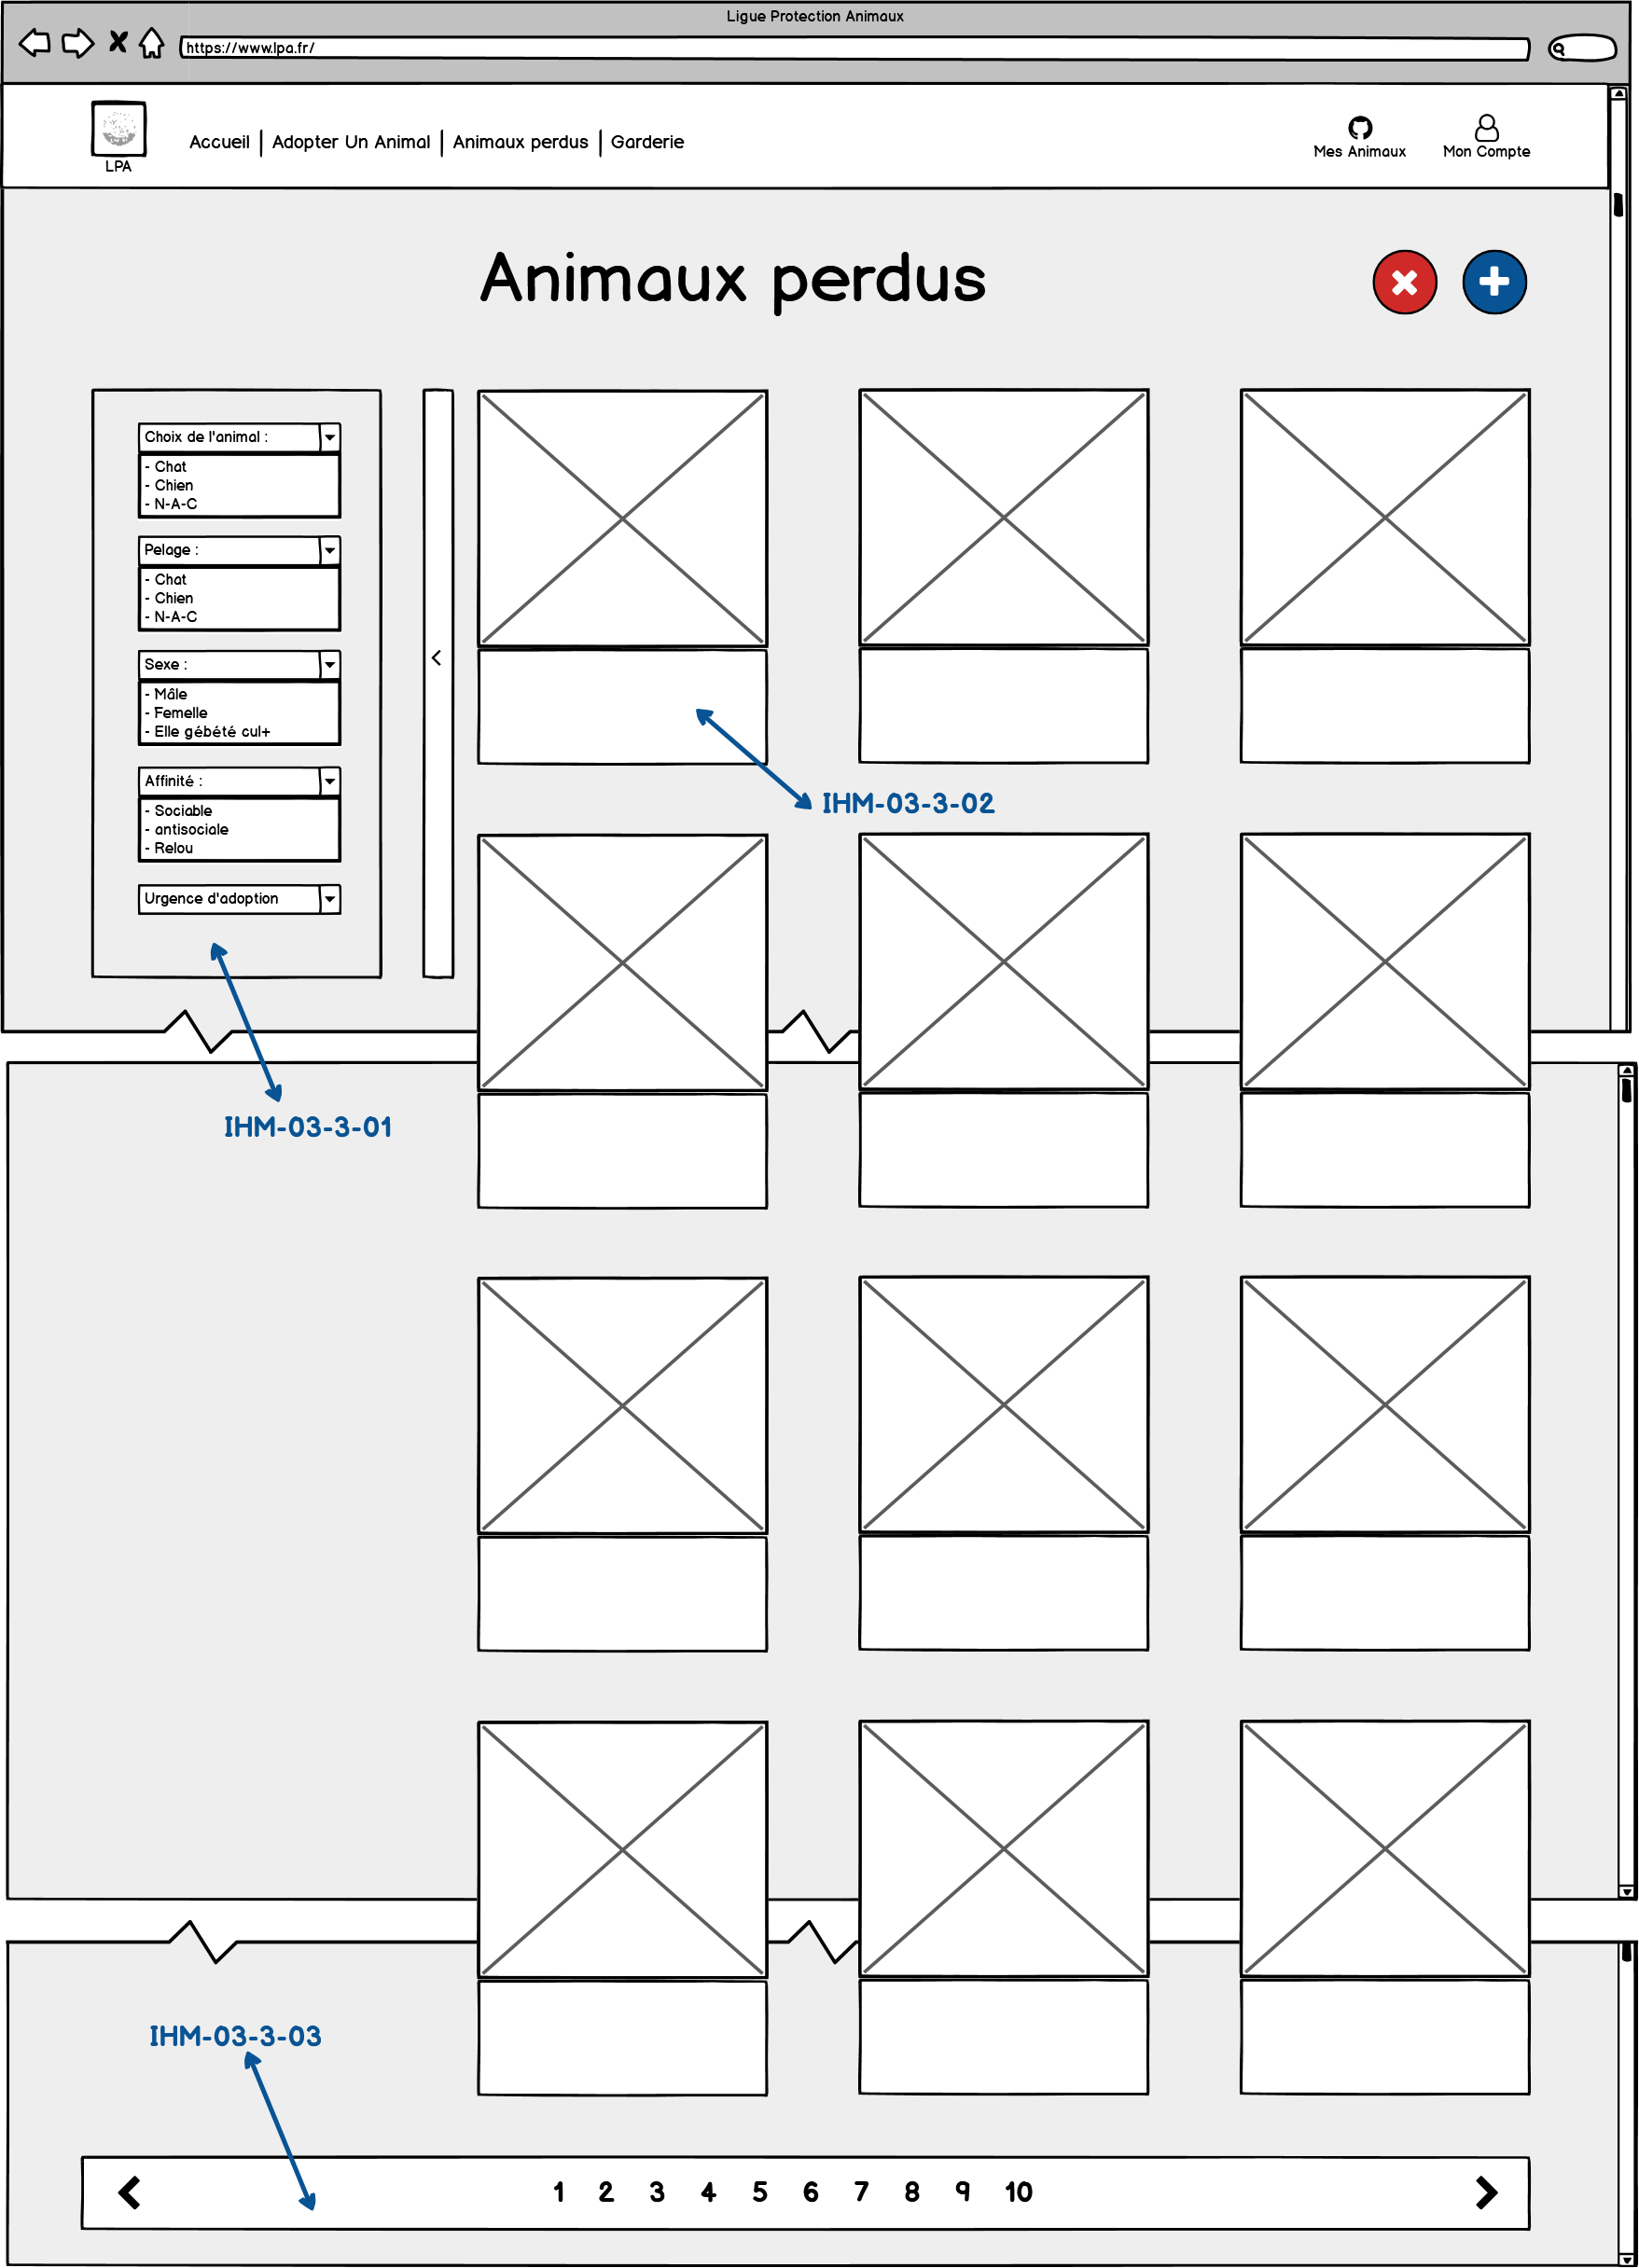 Ligue Protection Animaux
https://www.lpa.fr/
LPA
Accueil | Adopter Un Animal | Animaux perdus | Garderie
Mes Animaux
Mon Compte
Animaux perdus
Choix de l'animal :
- Chat
- Chien
- N-A-C
Pelage :
- Chat
- Chien
- N-A-C
Sexe :
- Mâle
- Femelle
- Elle gébété cul+
Affinité :
- Sociable
- antisociale
- Relou
Urgence d'adoption
IHM-03-3-02
IHM-03-3-01
IHM-03-3-03
1 2 3 4 5 6 7 8 9 10